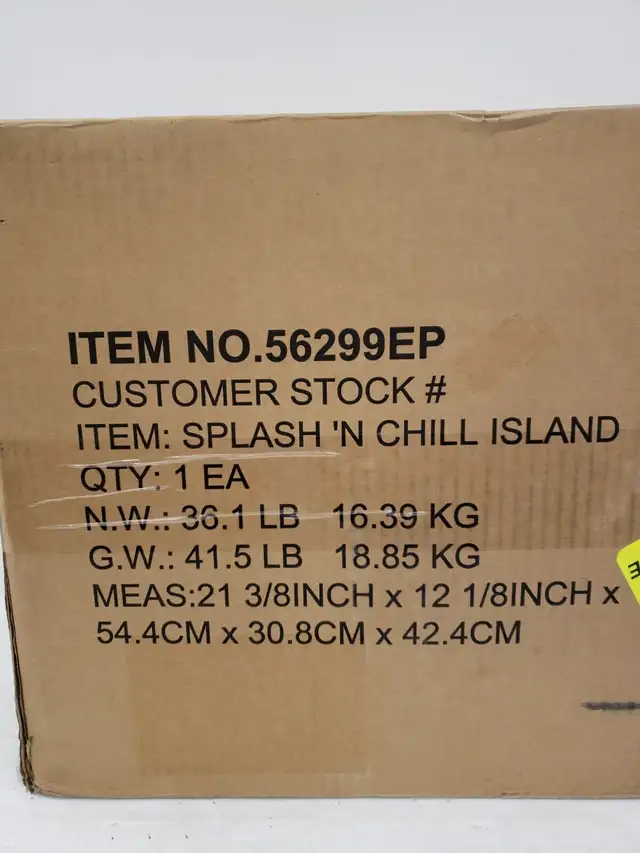 ITEM NO.56299EP
CUSTOMER STOCK #
ITEM: SPLASH 'N CHILL ISLAND
QTY: 1 EA
N.W.: 36.1 LB 16.39 KG
G.W.: 41.5 LB 18.85 KG
MEAS:21 3/8INCH x 12 1/8INCH x
54.4CM x 30.8CM x 42.4CM